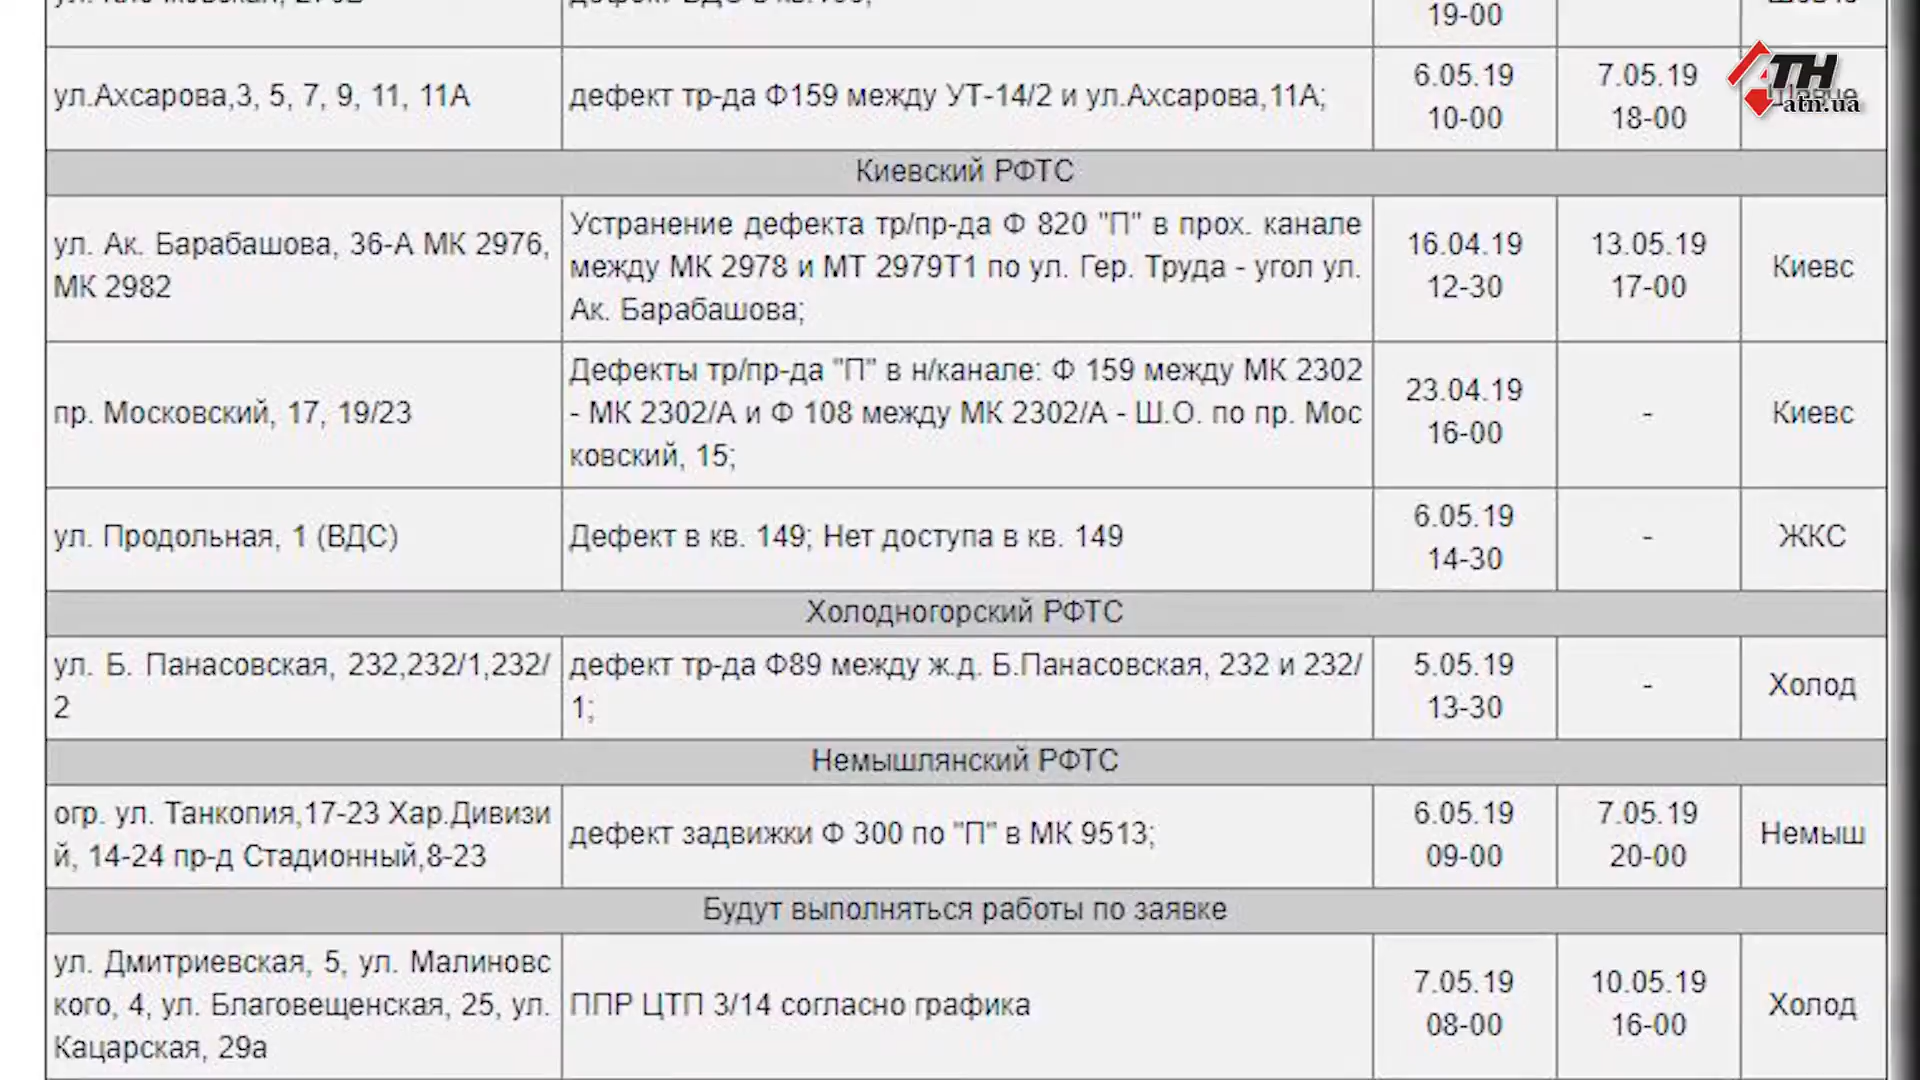 19-00
ул.Ахсарова,3, 5, 7, 9, 11, 11А
дефект тр-да Ф159 между УТ-14/2 и ул.Ахсарова,11А;
6.05.19
10-00
7.05.19
18-00
АТН
atn.ua
Киевский РФТС
ул. Ак. Барабашова, 36-А МК 2976,
МК 2982
Устранение дефекта тр/пр-да Ф 820 "П" в прох. канале
между МК 2978 и МТ 2979Т1 по ул. Гер. Труда - угол ул.
Ак. Барабашова;
16.04.19
12-30
13.05.19
17-00
Киевс
пр. Московский, 17, 19/23
Дефекты тр/пр-да "П" в н/канале: Ф 159 между МК 2302
- МК 2302/А и Ф 108 между МК 2302/А - Ш.О. по пр. Мос
ковский, 15;
23.04.19
16-00
-
Киевс
ул. Продольная, 1 (ВДС)
Дефект в кв. 149; Нет доступа в кв. 149
6.05.19
14-30
-
ЖКС
Холодногорский РФТС
ул. Б. Панасовская, 232,232/1,232/
2
дефект тр-да Ф89 между ж.д. Б.Панасовская, 232 и 232/
1;
5.05.19
13-30
-
Холод
Немышлянский РФТС
огр. ул. Танкопия,17-23 Хар.Дивизи
й, 14-24 пр-д Стадионный,8-23
дефект задвижки Ф 300 по "П" в МК 9513;
6.05.19
09-00
7.05.19
20-00
Немыш
Будут выполняться работы по заявке
ул. Дмитриевская, 5, ул. Малиновс
кого, 4, ул. Благовещенская, 25, ул.
Кацарская, 29а
ППР ЦТП 3/14 согласно графика
7.05.19
08-00
10.05.19
16-00
Холод